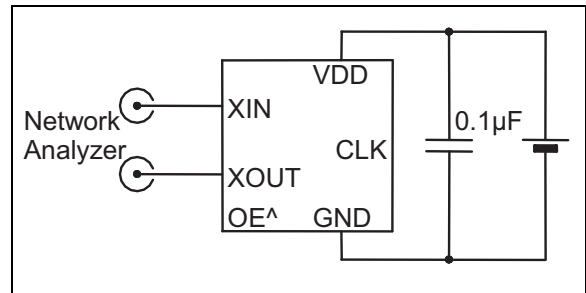 VDD
Network
Analyzer
XIN
0.1µF
CLK
XOUT
OE^ GND